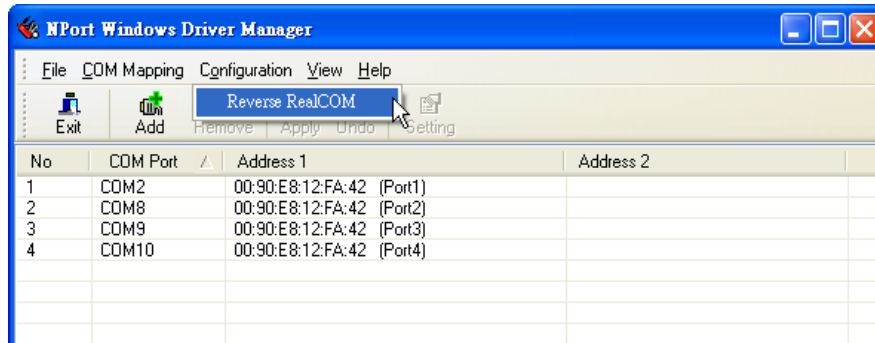 NPort Windows Driver Manager
File COM Mapping Configuration View Help
Reverse RealCOM
Exit Add Remove Apply Undo Setting
No COM Port Address 1 Address 2
1 COM2 00:90:E8:12:FA:42 (Port1)
2 COM8 00:90:E8:12:FA:42 (Port2)
3 COM9 00:90:E8:12:FA:42 (Port3)
4 COM10 00:90:E8:12:FA:42 (Port4)